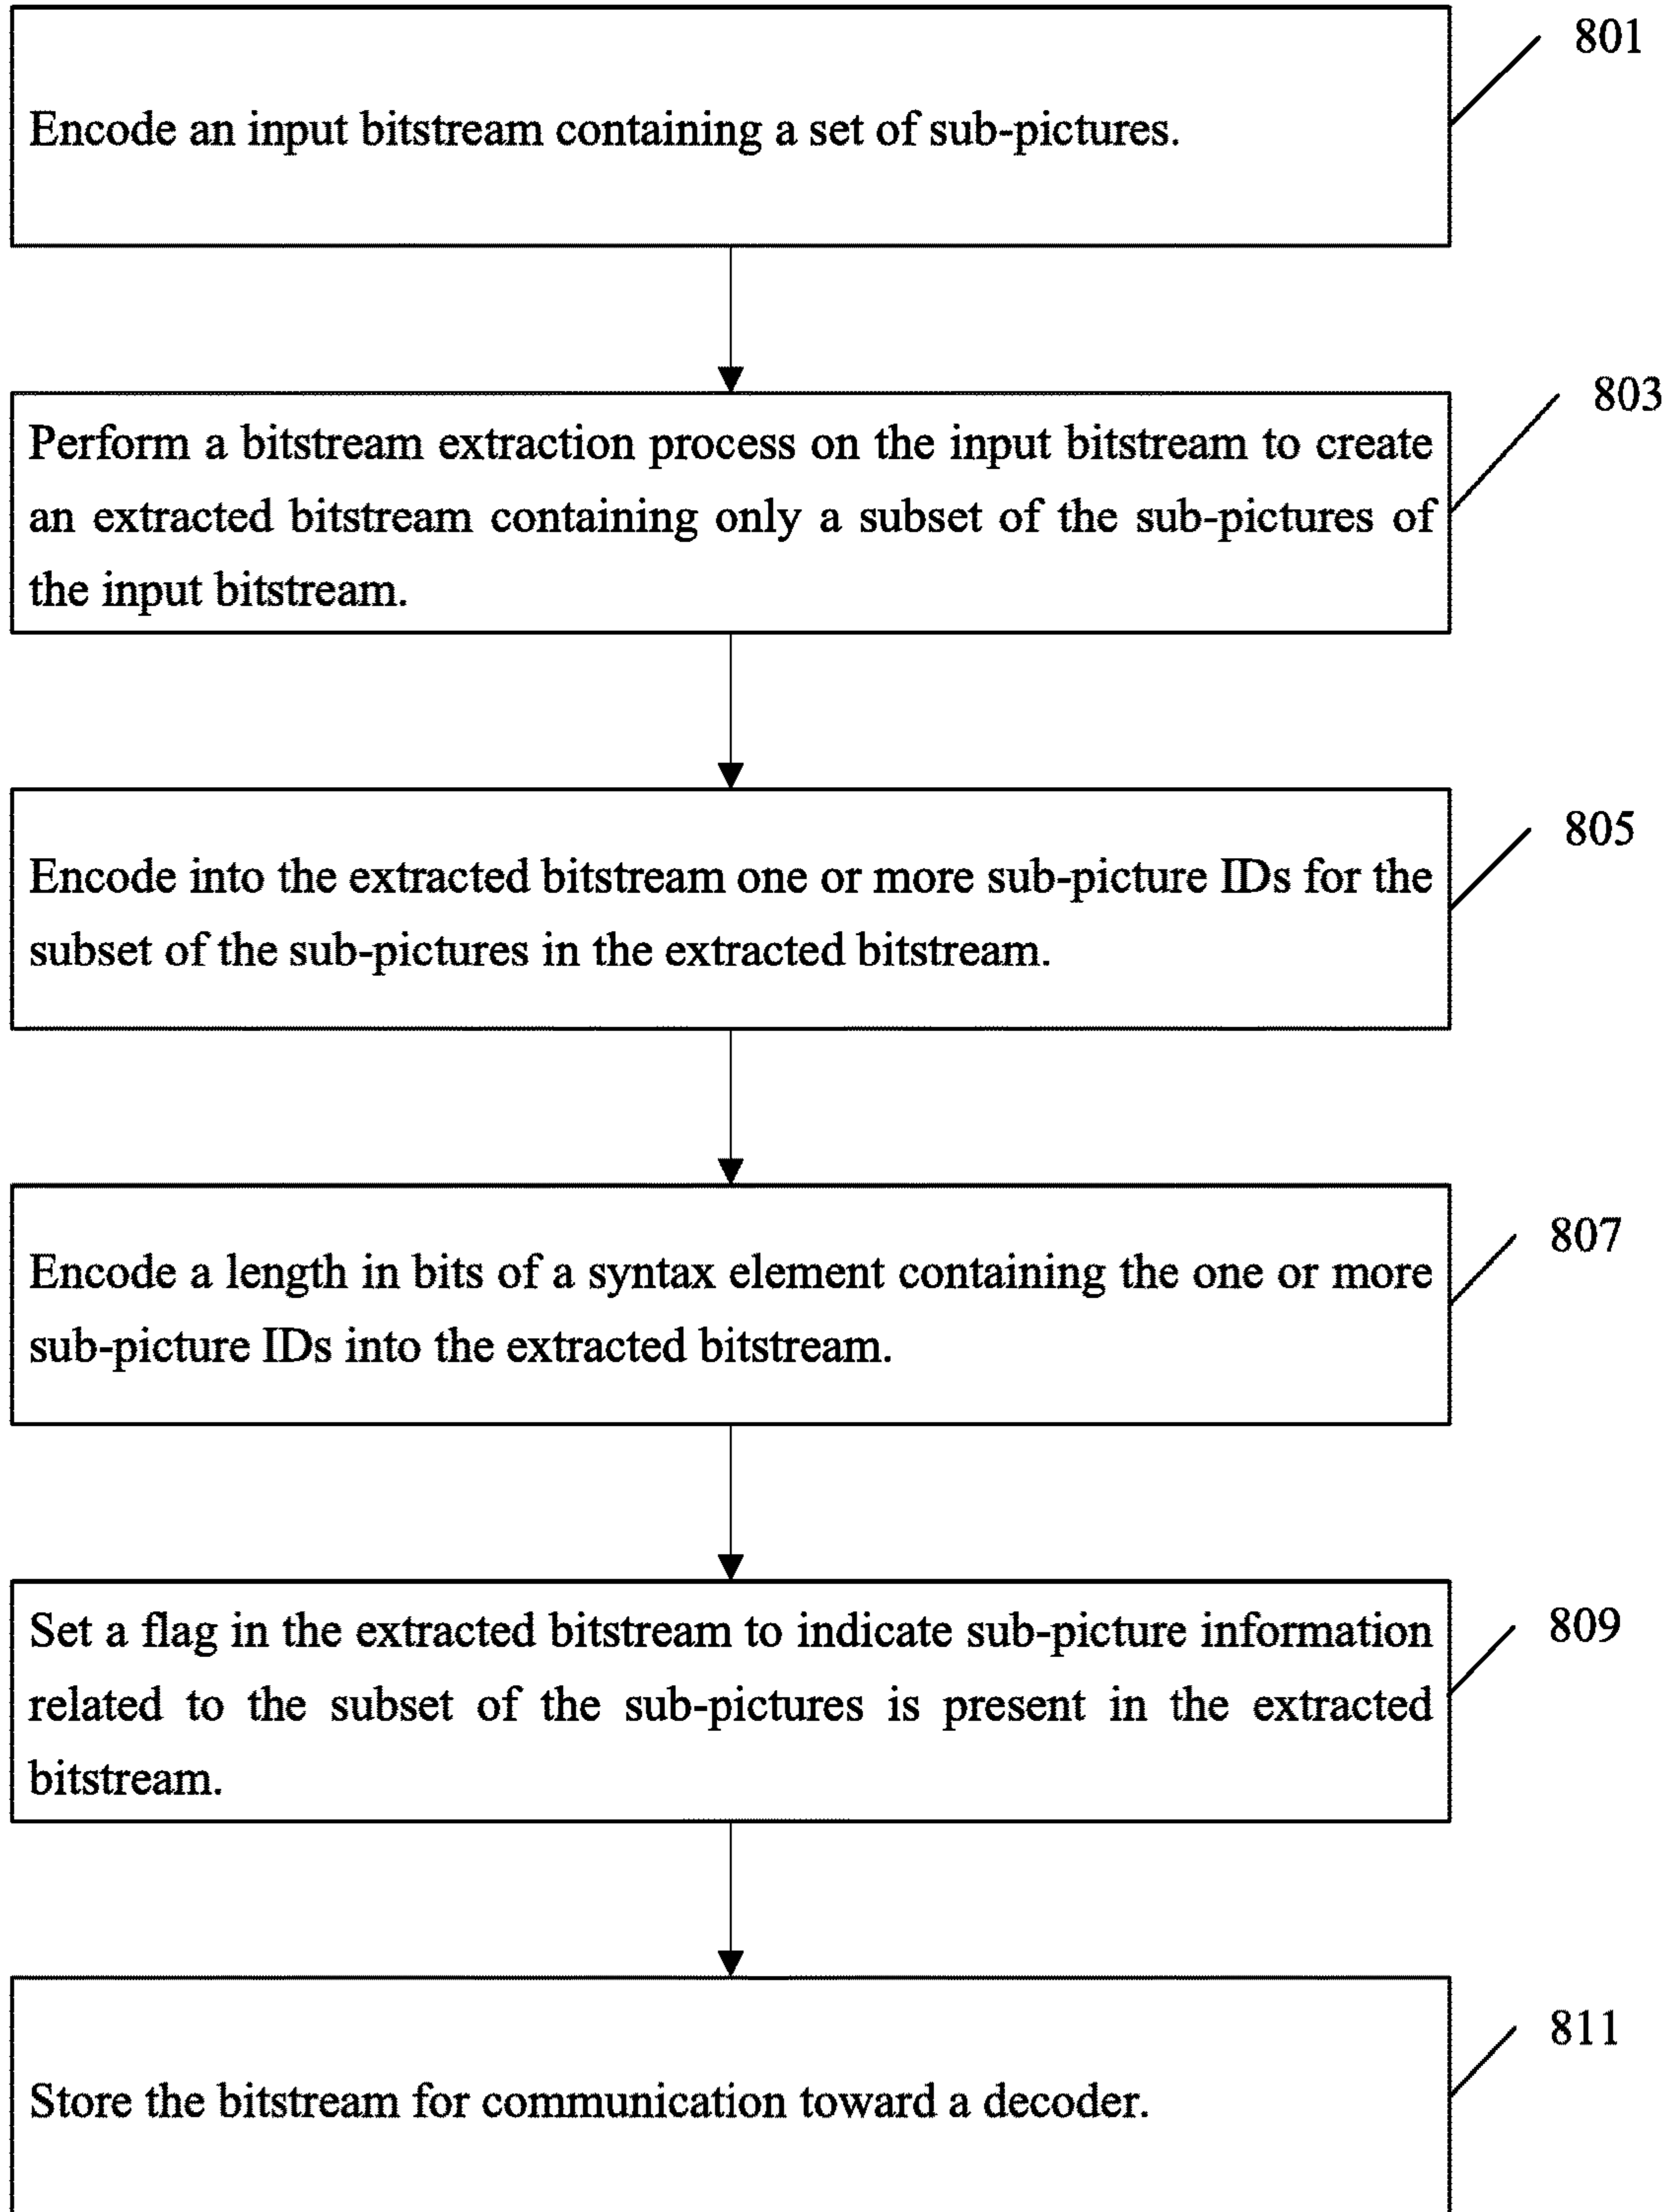 801
Encode an input bitstream containing a set of sub-pictures.
803
Perform a bitstream extraction process on the input bitstream to create
an extracted bitstream containing only a subset of the sub-pictures of
the input bitstream.
805
Encode into the extracted bitstream one or more sub-picture IDs for the
subset of the sub-pictures in the extracted bitstream.
807
Encode a length in bits of a syntax element containing the one or more
sub-picture IDs into the extracted bitstream.
809
Set a flag in the extracted bitstream to indicate sub-picture information
related to the subset of the sub-pictures is present in the extracted
bitstream.
811
Store the bitstream for communication toward a decoder.